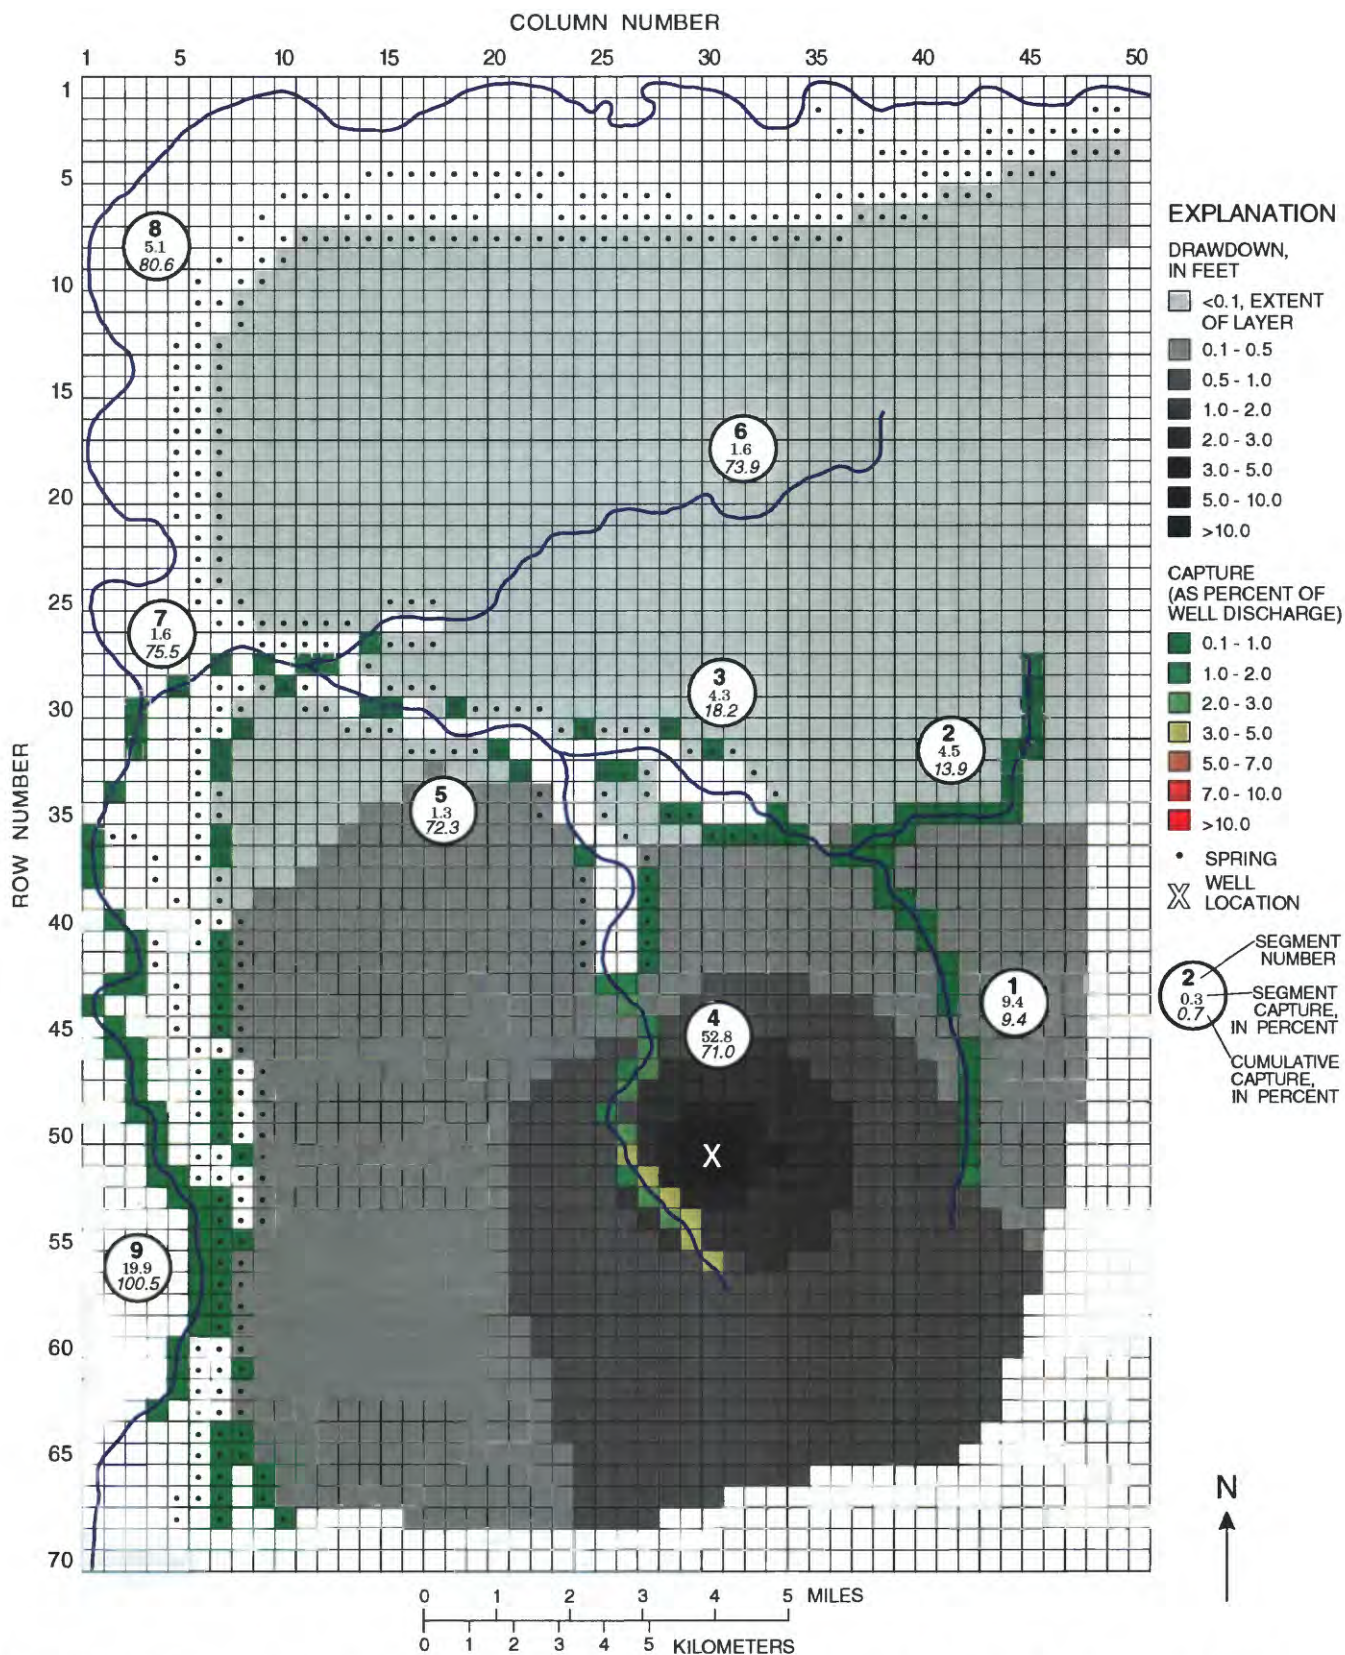 COLUMN NUMBER
1 5 10 15 20 25 30 35 40 45 50
ROW NUMBER
1
5
10
15
20
25
30
35
40
45
50
55
60
65
70
8
5.1
80.6
6
1.6
73.9
7
1.6
75.5
3
4.3
18.2
2
4.5
13.9
5
1.3
72.3
1
9.4
9.4
4
52.8
71.0
9
19.9
100.5
X
EXPLANATION
DRAWDOWN,
IN FEET
<0.1, EXTENT
OF LAYER
0.1 - 0.5
0.5 - 1.0
1.0 - 2.0
2.0 - 3.0
3.0 - 5.0
5.0 - 10.0
>10.0
CAPTURE
(AS PERCENT OF
WELL DISCHARGE)
0.1 - 1.0
1.0 - 2.0
2.0 - 3.0
3.0 - 5.0
5.0 - 7.0
7.0 - 10.0
>10.0
• SPRING
X WELL
LOCATION
2
0.3
0.7
SEGMENT
NUMBER
SEGMENT
CAPTURE,
IN PERCENT
CUMULATIVE
CAPTURE,
IN PERCENT
N
0 1 2 3 4 5 MILES
0 1 2 3 4 5 KILOMETERS